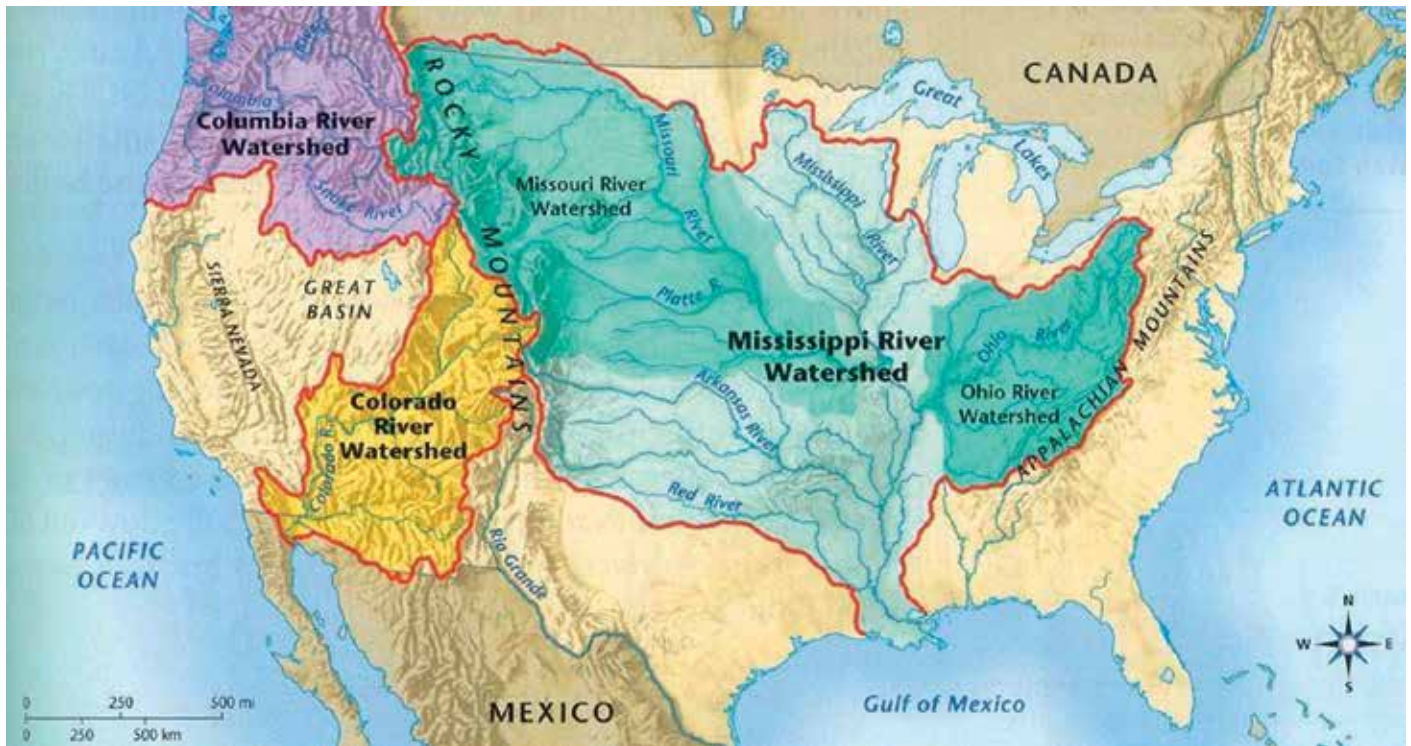 CANADA
Great
Lakes
ROCKY MOUNTAINS
Columbia
Columbia River
Watershed
Snake River
Missouri
River
Missouri River
Watershed
Mississippi
River
Platte R.
SIERRA NEVADA
GREAT
BASIN
Mississippi River
Watershed
Ohio River
Ohio River
Watershed
APPALACHIAN MOUNTAINS
Arkansas River
Colorado
River
Watershed
Colorado R.
Red River
Rio Grande
PACIFIC
OCEAN
ATLANTIC
OCEAN
Gulf of Mexico
MEXICO
N
W
E
S
0 250 500 mi
0 250 500 km